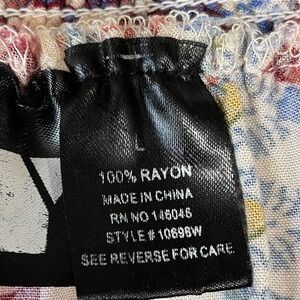 L
100% RAYON
MADE IN CHINA
RN NO 146046
STYLE # 10698W
SEE REVERSE FOR CARE